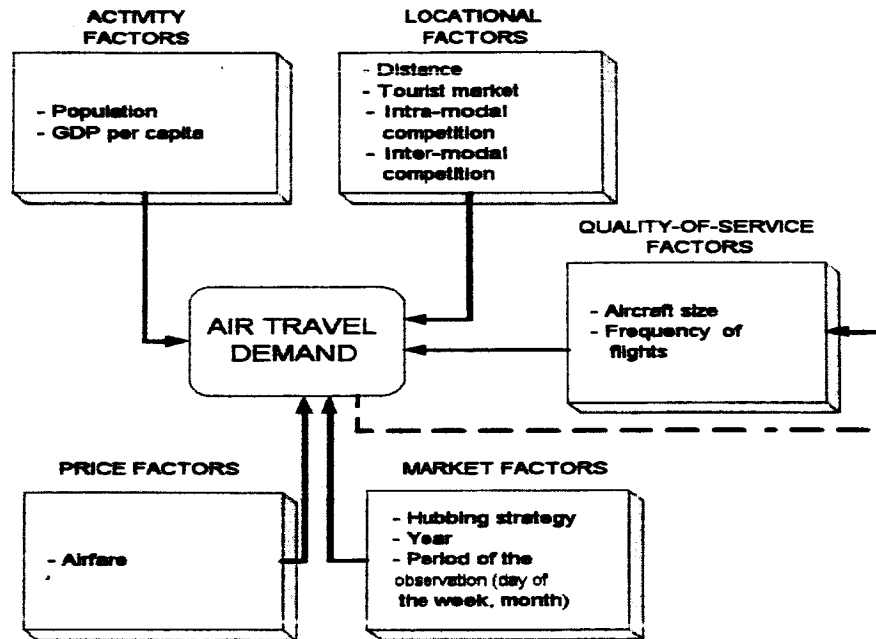 ACTIVITY
FACTORS
- Population
- GDP per capita
LOCATIONAL
FACTORS
- Distance
- Tourist market
- Intra-modal
competition
- Inter-modal
competition
QUALITY-OF-SERVICE
FACTORS
- Aircraft size
- Frequency of
flights
AIR TRAVEL
DEMAND
PRICE FACTORS
- Airfare
MARKET FACTORS
- Hubbing strategy
- Year
- Period of the
observation (day of
the week, month)